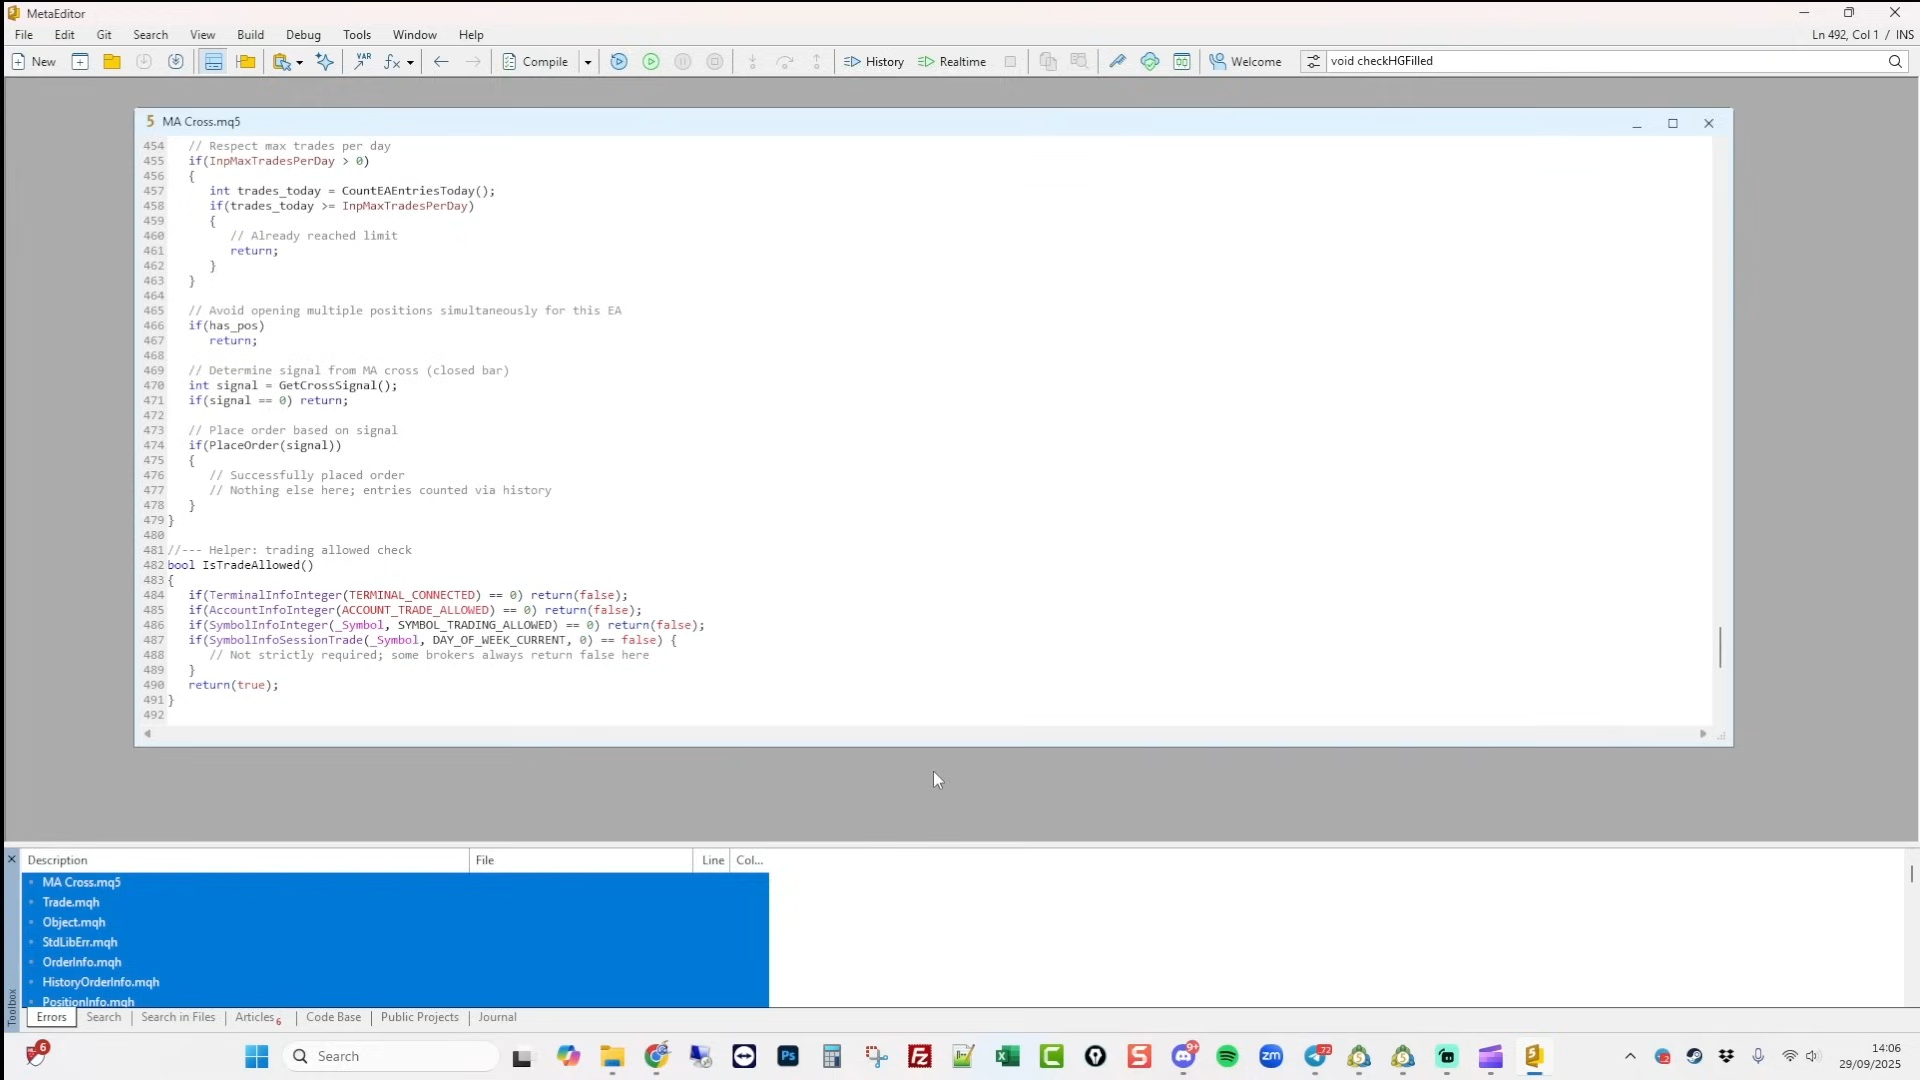 MetaEditor
File Edit Git Search View Build Debug Tools Window Help
Ln 492, Col 1 / INS
New VAR fx Compile History Realtime Welcome void checkHGFilled
5 MA Cross.mq5
454 // Respect max trades per day
455 if(InpMaxTradesPerDay > 0)
456 {
457 int trades_today = CountEAEntriesToday();
458 if(trades_today >= InpMaxTradesPerDay)
459 {
460 // Already reached limit
461 return;
462 }
463 }
464
465 // Avoid opening multiple positions simultaneously for this EA
466 if(has_pos)
467 return;
468
469 // Determine signal from MA cross (closed bar)
470 int signal = GetCrossSignal();
471 if(signal == 0) return;
472
473 // Place order based on signal
474 if(PlaceOrder(signal))
475 {
476 // Successfully placed order
477 // Nothing else here; entries counted via history
478 }
479 }
480
481 //--- Helper: trading allowed check
482 bool IsTradeAllowed()
483 {
484 if(TerminalInfoInteger(TERMINAL_CONNECTED) == 0) return(false);
485 if(AccountInfoInteger(ACCOUNT_TRADE_ALLOWED) == 0) return(false);
486 if(SymbolInfoInteger(_Symbol, SYMBOL_TRADING_ALLOWED) == 0) return(false);
487 if(SymbolInfoSessionTrade(_Symbol, DAY_OF_WEEK_CURRENT, 0) == false) {
488 // Not strictly required; some brokers always return false here
489 }
490 return(true);
491 }
492
Description File Line Col...
MA Cross.mq5
Trade.mqh
Object.mqh
StdLibErr.mqh
OrderInfo.mqh
HistoryOrderInfo.mqh
PositionInfo.mqh
Toolbox
Errors Search Search in Files Articles 6 Code Base Public Projects Journal
6 Search Ps zm 9+ 72
14:06
29/09/2025